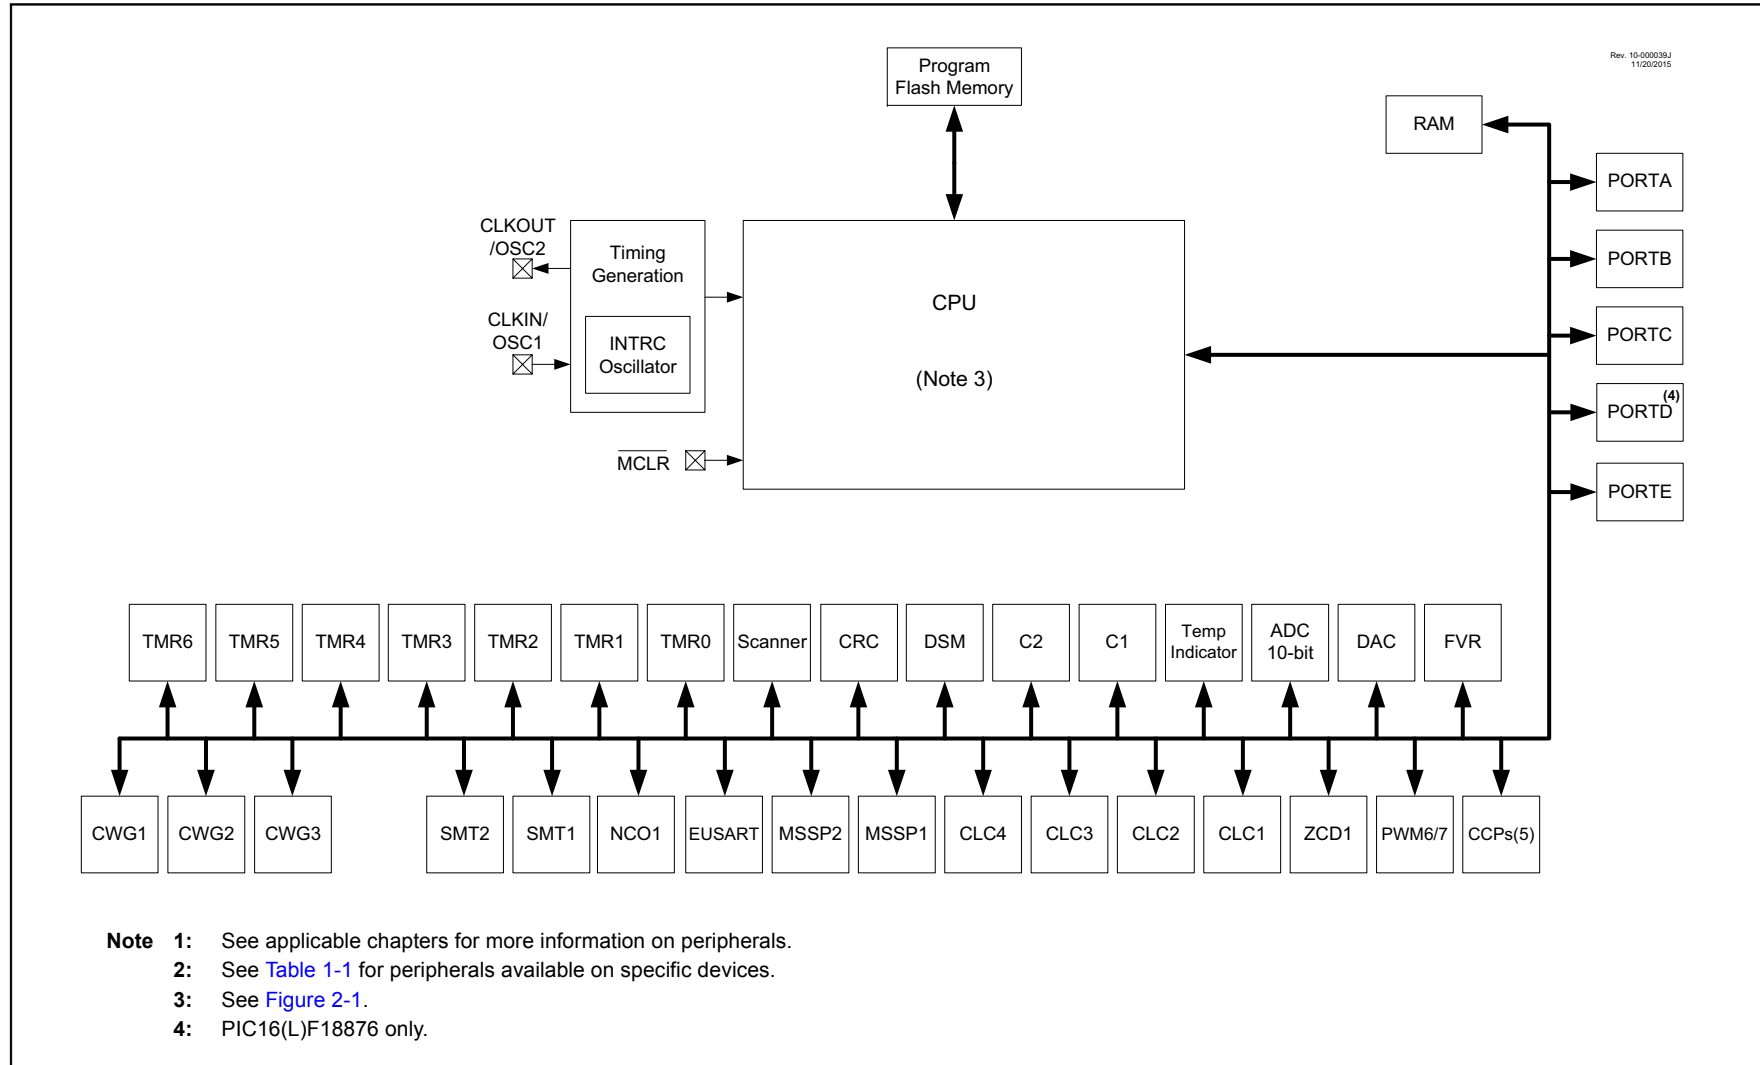 Rev. 10-000039J
11/20/2015
Program
Flash Memory
RAM
PORTA
CLKOUT
/OSC2
Timing
Generation
PORTB
CPU
CLKIN/
OSC1
INTRC
Oscillator
PORTC
(Note 3)
PORTD(4)
MCLR
PORTE
TMR6 TMR5 TMR4 TMR3 TMR2 TMR1 TMR0 Scanner CRC DSM C2 C1 Temp Indicator ADC 10-bit DAC FVR
CWG1 CWG2 CWG3 SMT2 SMT1 NCO1 EUSART MSSP2 MSSP1 CLC4 CLC3 CLC2 CLC1 ZCD1 PWM6/7 CCPs(5)
Note 1: See applicable chapters for more information on peripherals.
2: See Table 1-1 for peripherals available on specific devices.
3: See Figure 2-1.
4: PIC16(L)F18876 only.